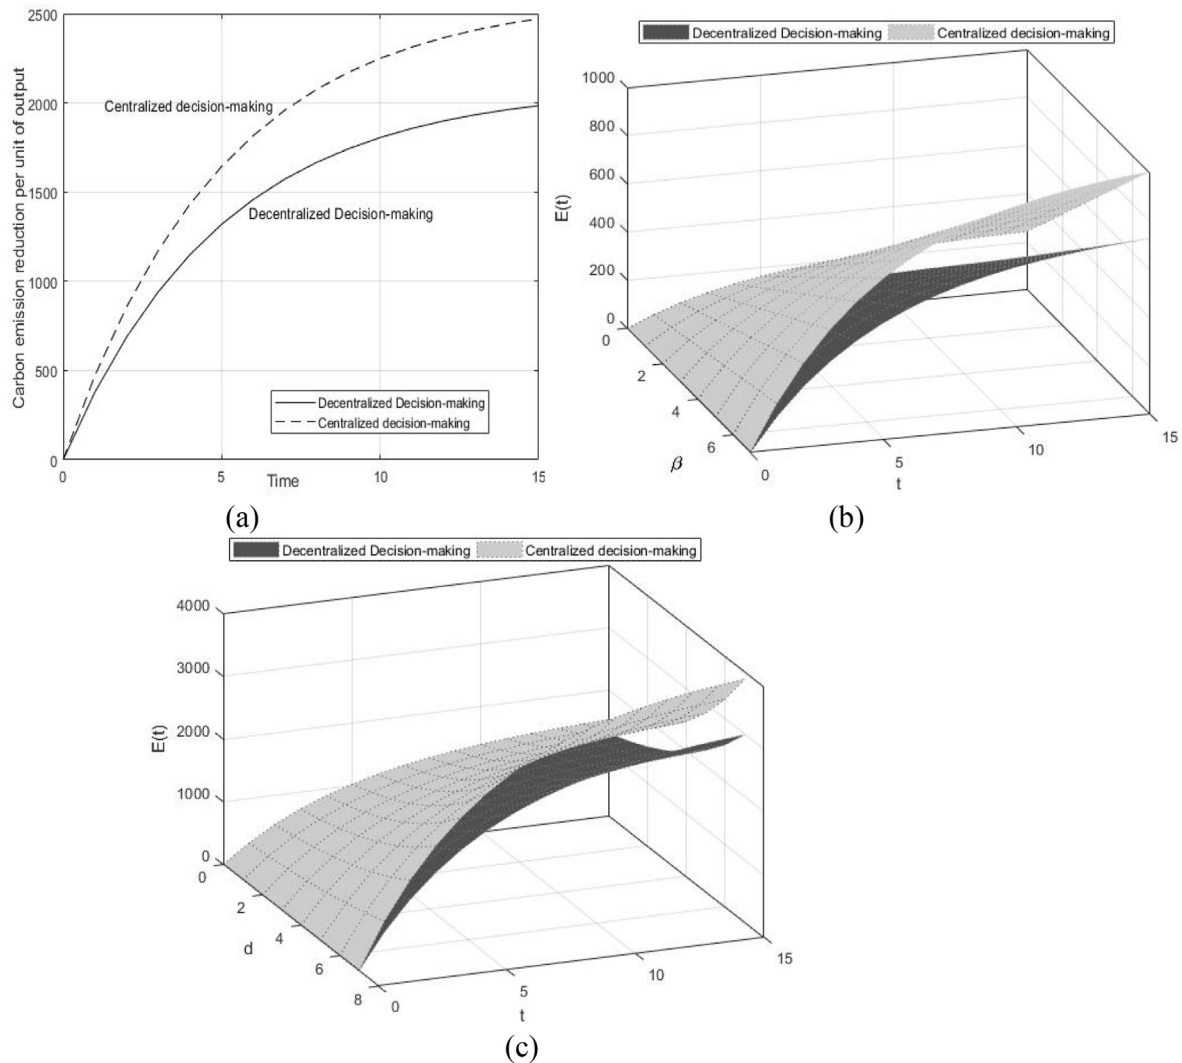 2500
2000
1500
1000
500
0
Carbon emission reduction per unit of output
Centralized decision-making
Decentralized Decision-making
Decentralized Decision-making
Centralized decision-making
0
5
10
15
Time
(a)
Decentralized Decision-making
Centralized decision-making
1000
800
600
400
200
0
E(t)
0
2
4
6
β
0
5
10
15
t
(b)
Decentralized Decision-making
Centralized decision-making
4000
3000
2000
1000
0
E(t)
0
2
4
6
8
d
0
5
10
15
t
(c)